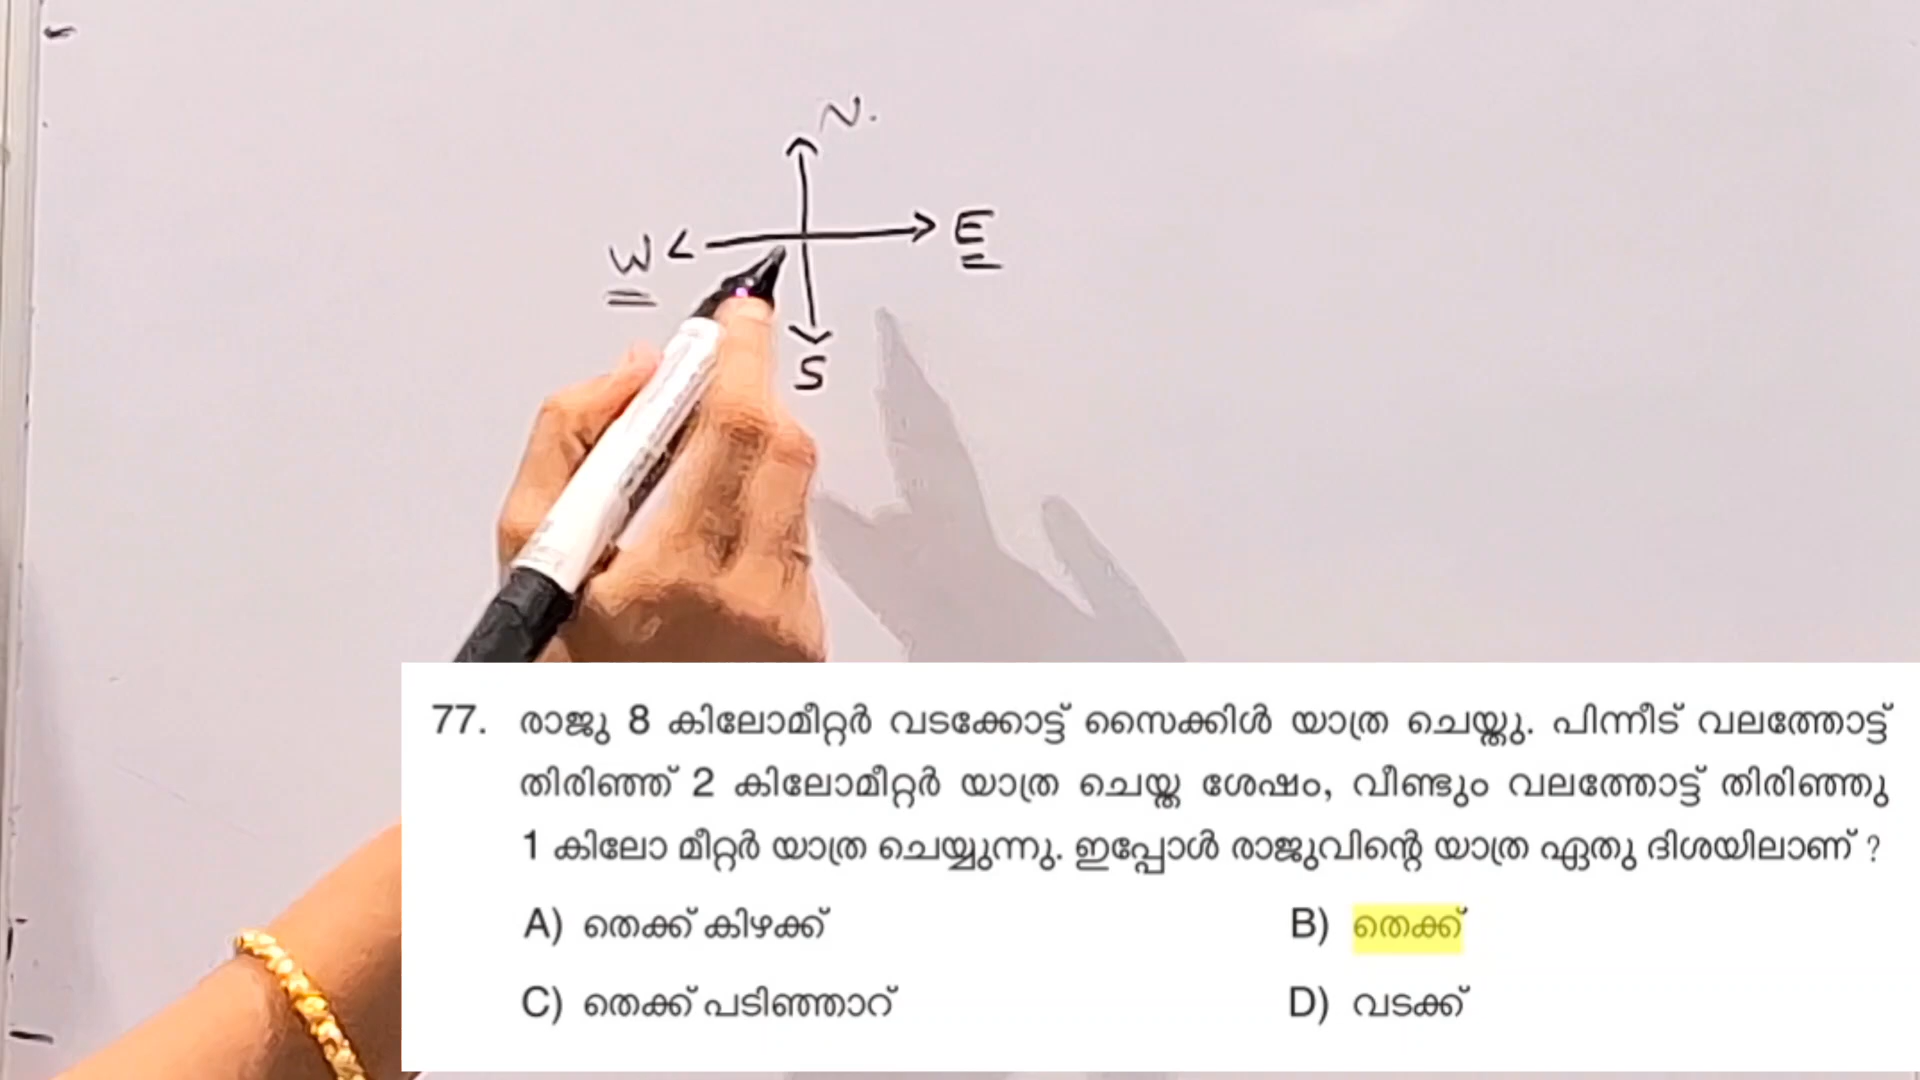 N.
W E
S
77. രാജു 8 കിലോമീറ്റർ വടക്കോട്ട് സൈക്കിൾ യാത്ര ചെയ്തു. പിന്നീട് വലത്തോട്ട്
തിരിഞ്ഞ് 2 കിലോമീറ്റർ യാത്ര ചെയ്ത ശേഷം, വീണ്ടും വലത്തോട്ട് തിരിഞ്ഞു
1 കിലോ മീറ്റർ യാത്ര ചെയ്യുന്നു. ഇപ്പോൾ രാജുവിന്റെ യാത്ര ഏതു ദിശയിലാണ് ?
A) തെക്ക് കിഴക്ക് B) തെക്ക്
C) തെക്ക് പടിഞ്ഞാറ് D) വടക്ക്